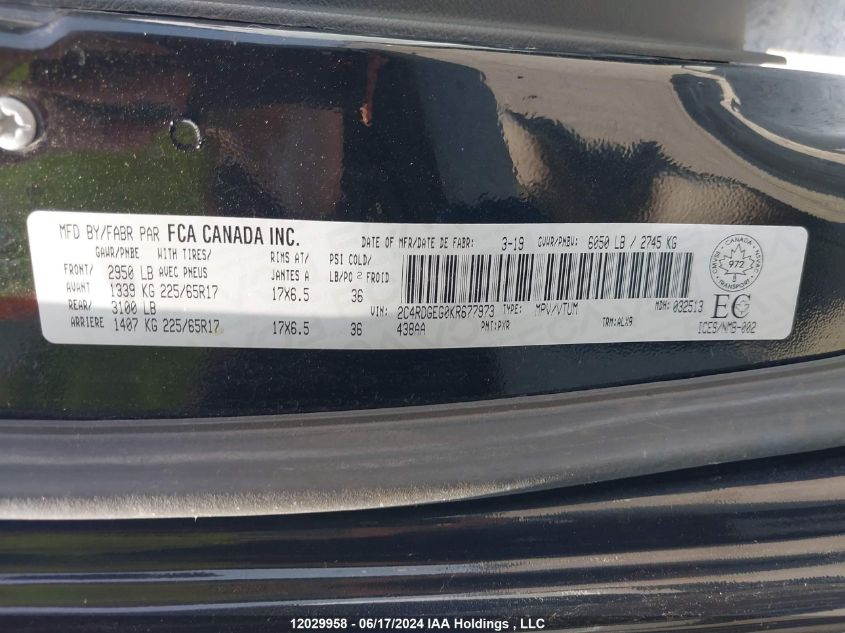 MFD BY/FABR PAR FCA CANADA INC. DATE OF MFR/DATE DE FABR: 3-19 GVWR/PNBV: 6050 LB / 2745 KG
GAWR/PNBE WITH TIRES/ RIMS AT/ PSI COLD/
FRONT/ 2950 LB AVEC PNEUS JANTES A LB/PO² FROID
AVANT 1339 KG 225/65R17 17X6.5 36
REAR/ 3100 LB
ARRIERE 1407 KG 225/65R17 17X6.5 36
VIN: 2C4RDGEG0KR677973 TYPE: MPV/VTUM MDH: 032513
438AA PNT:PXR TRM:ALX9
CANADA
972
TRANSPORT
EC
ICES/NMB-002
12029958 - 06/17/2024 IAA Holdings , LLC